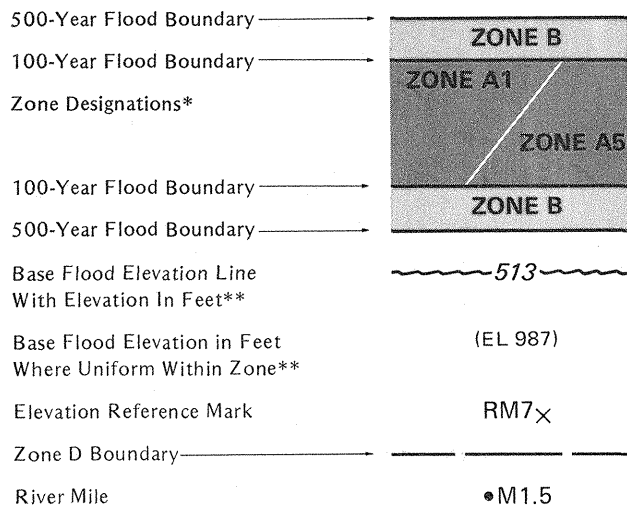 500-Year Flood Boundary
ZONE B
100-Year Flood Boundary
ZONE A1
Zone Designations*
ZONE A5
100-Year Flood Boundary
ZONE B
500-Year Flood Boundary
Base Flood Elevation Line
With Elevation In Feet**
513
Base Flood Elevation in Feet
Where Uniform Within Zone**
(EL 987)
Elevation Reference Mark
RM7×
Zone D Boundary
River Mile
•M1.5